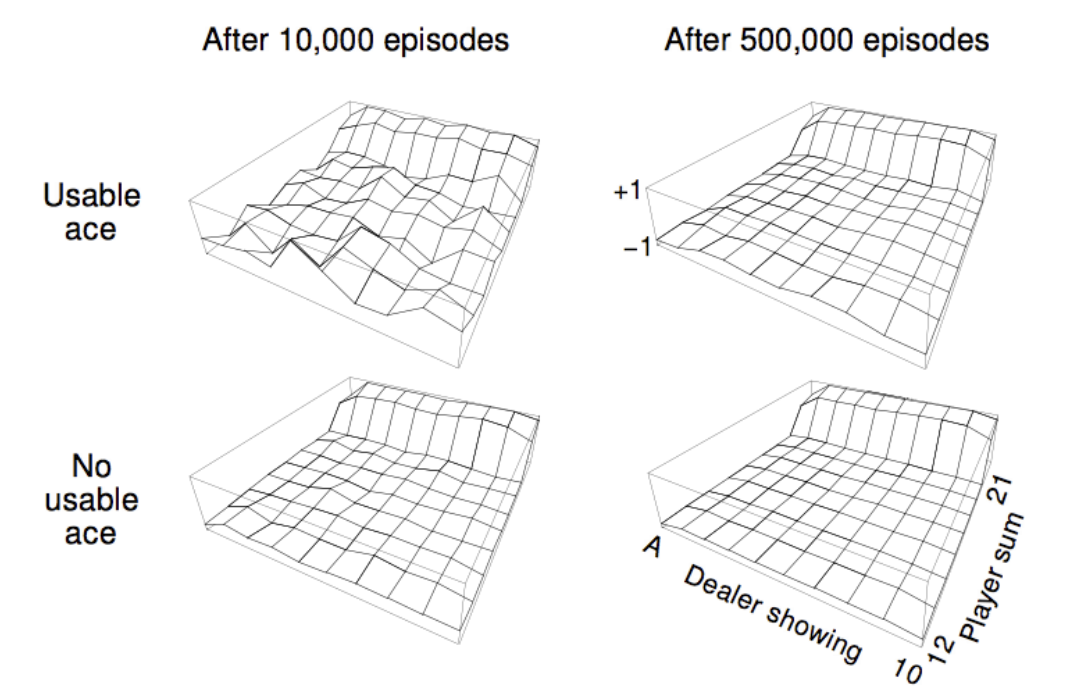 After 10,000 episodes
After 500,000 episodes
Usable
ace
+1
−1
No
usable
ace
A
Dealer showing
10
12
Player sum
21